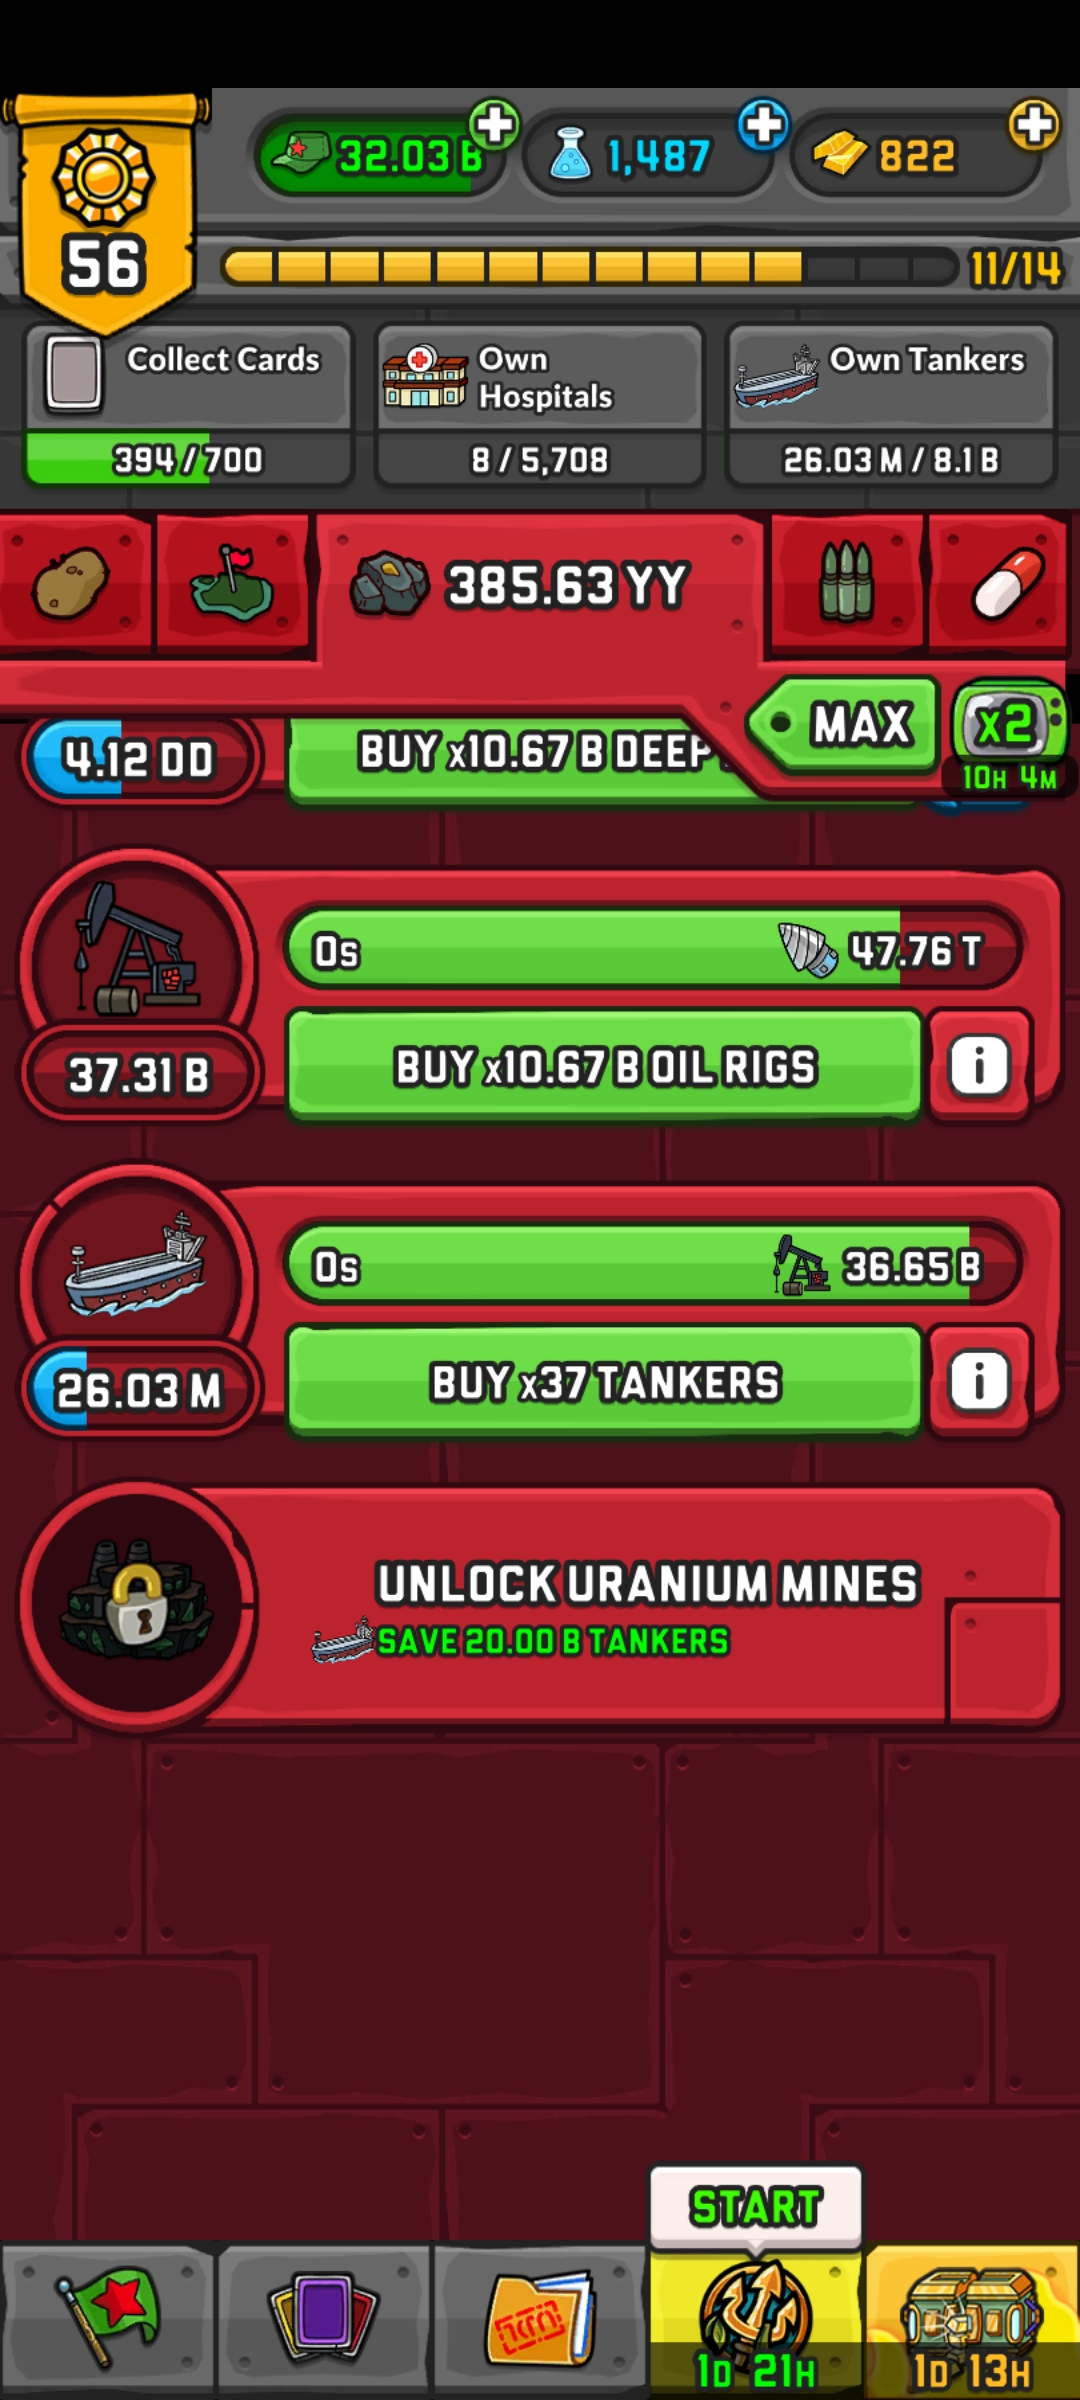 32.03 B
1,487
822
56
11/14
Collect Cards
394 / 700
Own
Hospitals
8 / 5,708
Own Tankers
26.03 M / 8.1 B
385.63 YY
MAX
x2
10H 4M
4.12 DD
BUY x10.67 B DEEP
0s
47.76 T
37.31 B
BUY x10.67 B OIL RIGS
i
0s
36.65 B
26.03 M
BUY x37 TANKERS
i
UNLOCK URANIUM MINES
SAVE 20.00 B TANKERS
START
1D 21H
1D 13H